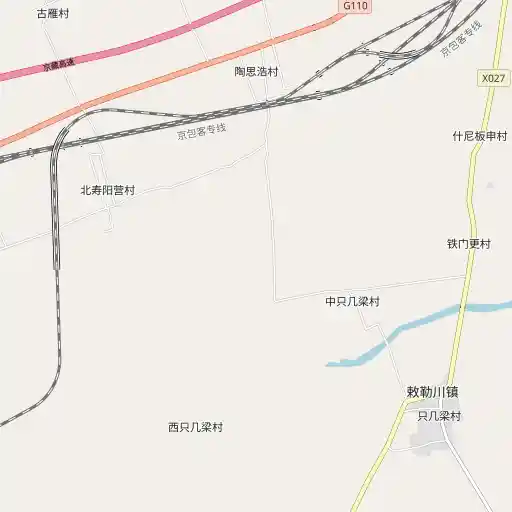 古雁村
G110
京藏高速
京包客专线
陶思浩村
X027
京包客专线
什尼板申村
北寿阳营村
铁门更村
中只几梁村
敕勒川镇
只几梁村
西只几梁村